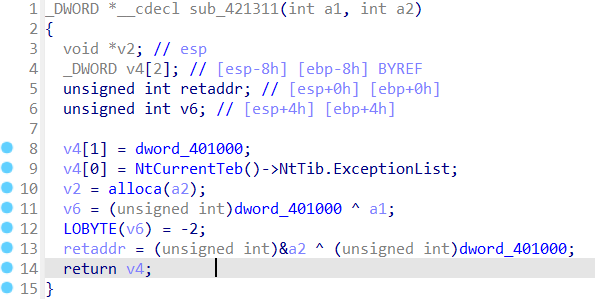 1 _DWORD *__cdecl sub_421311(int a1, int a2)
2 {
3 void *v2; // esp
4 _DWORD v4[2]; // [esp-8h] [ebp-8h] BYREF
5 unsigned int retaddr; // [esp+0h] [ebp+0h]
6 unsigned int v6; // [esp+4h] [ebp+4h]
7
8 v4[1] = dword_401000;
9 v4[0] = NtCurrentTeb()->NtTib.ExceptionList;
10 v2 = alloca(a2);
11 v6 = (unsigned int)dword_401000 ^ a1;
12 LOBYTE(v6) = -2;
13 retaddr = (unsigned int)&a2 ^ (unsigned int)dword_401000;
14 return v4;
15 }